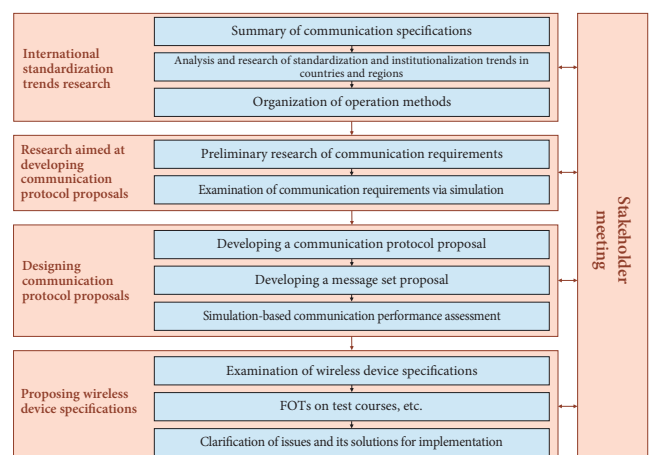 International
standardization
trends research
Summary of communication specifications
Analysis and research of standardization and institutionalization trends in
countries and regions
Organization of operation methods
Research aimed at
developing
communication
protocol proposals
Preliminary research of communication requirements
Examination of communication requirements via simulation
Designing
communication
protocol proposals
Developing a communication protocol proposal
Developing a message set proposal
Simulation-based communication performance assessment
Proposing wireless
device specifications
Examination of wireless device specifications
FOTs on test courses, etc.
Clarification of issues and its solutions for implementation
Stakeholder
meeting